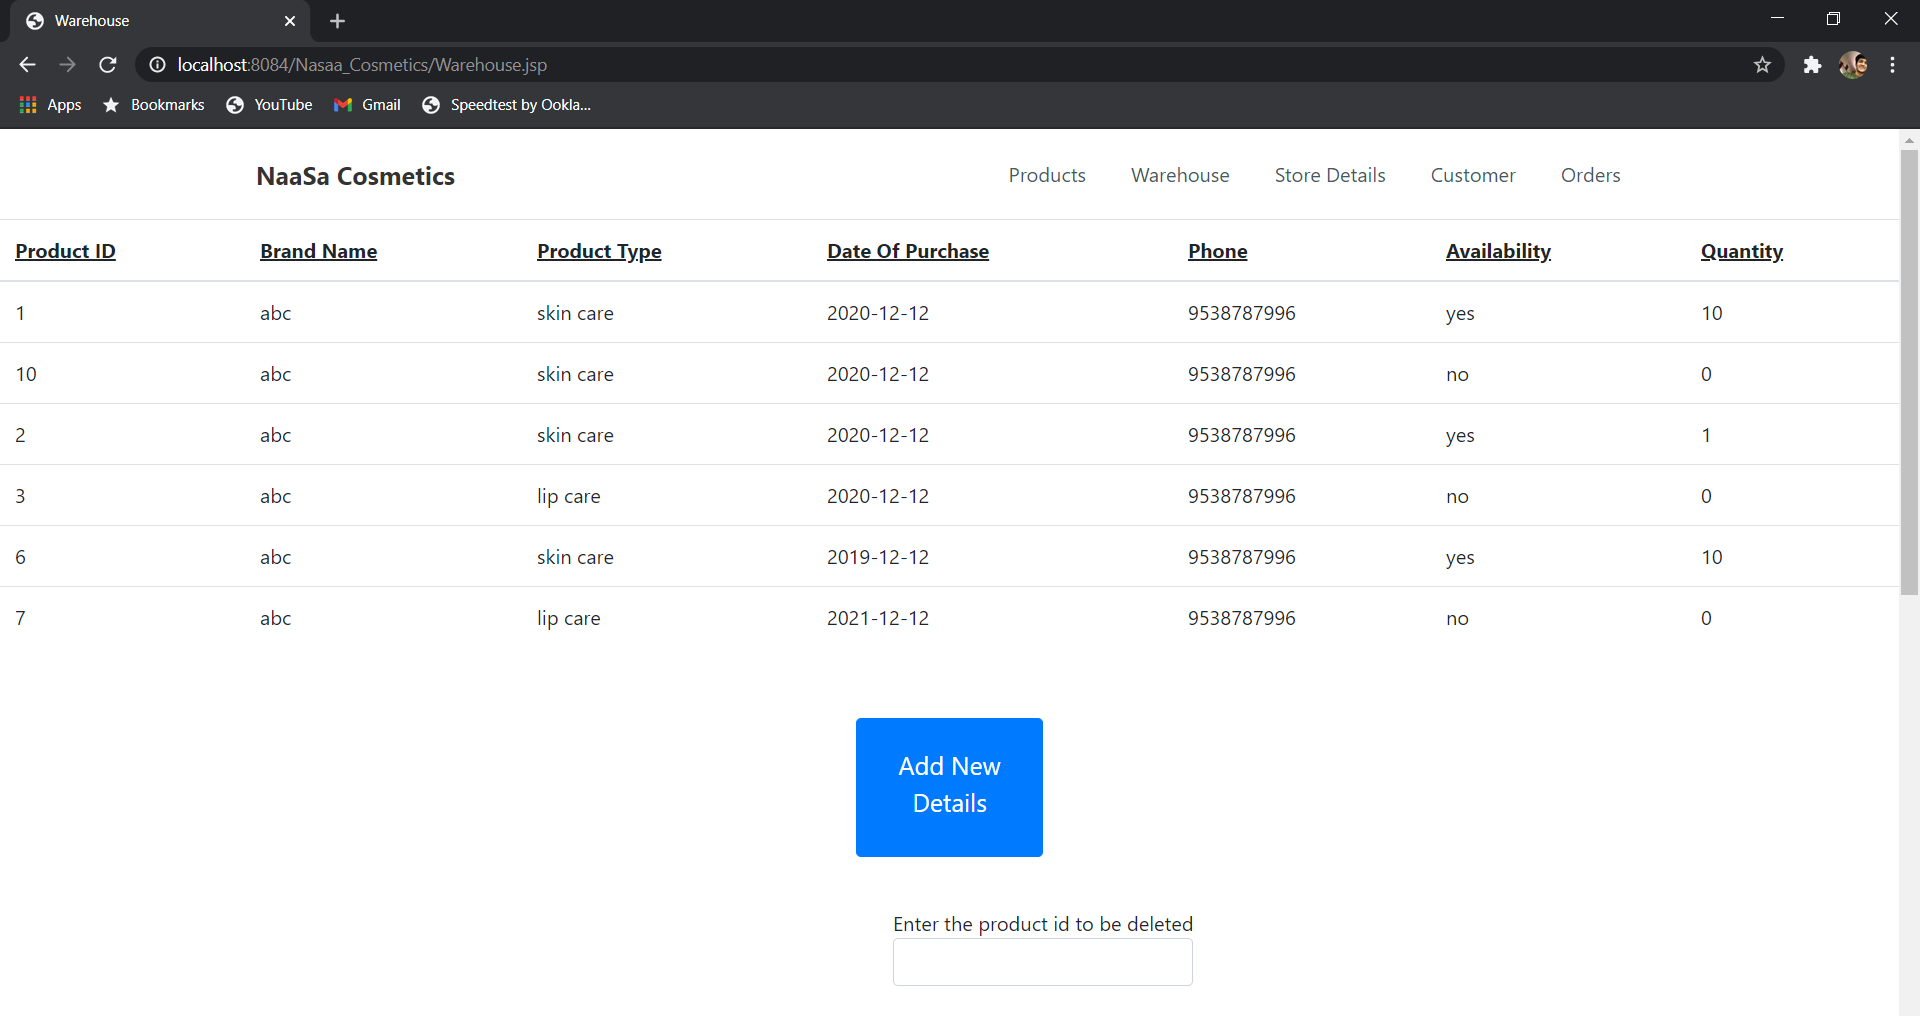 Warehouse
localhost:8084/Nasaa_Cosmetics/Warehouse.jsp
Apps Bookmarks YouTube Gmail Speedtest by Ookla...
NaaSa Cosmetics Products Warehouse Store Details Customer Orders
Product ID Brand Name Product Type Date Of Purchase Phone Availability Quantity
1 abc skin care 2020-12-12 9538787996 yes 10
10 abc skin care 2020-12-12 9538787996 no 0
2 abc skin care 2020-12-12 9538787996 yes 1
3 abc lip care 2020-12-12 9538787996 no 0
6 abc skin care 2019-12-12 9538787996 yes 10
7 abc lip care 2021-12-12 9538787996 no 0
Add New
Details
Enter the product id to be deleted